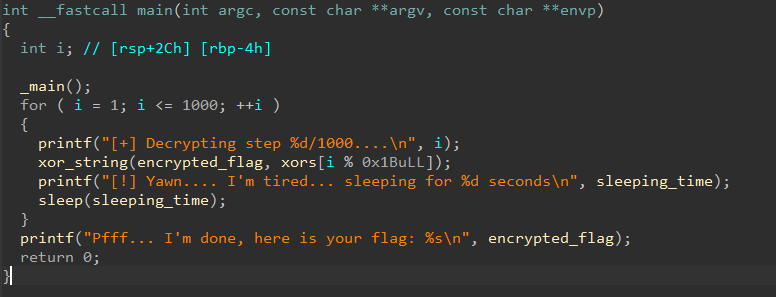 int __fastcall main(int argc, const char **argv, const char **envp)
{
  int i; // [rsp+2Ch] [rbp-4h]
  _main();
  for ( i = 1; i <= 1000; ++i )
  {
    printf("[+] Decrypting step %d/1000....\n", i);
    xor_string(encrypted_flag, xors[i % 0x1BuLL]);
    printf("[!] Yawn.... I'm tired... sleeping for %d seconds\n", sleeping_time);
    sleep(sleeping_time);
  }
  printf("Pfff... I'm done, here is your flag: %s\n", encrypted_flag);
  return 0;
}